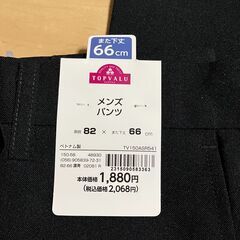 また下丈
66cm
TOPVALU
メンズ
パンツ
胴囲 82 × また下丈 66 cm
ベトナム製 TV150ASR541
本体価格 1,880円
(税込価格 2,068円)